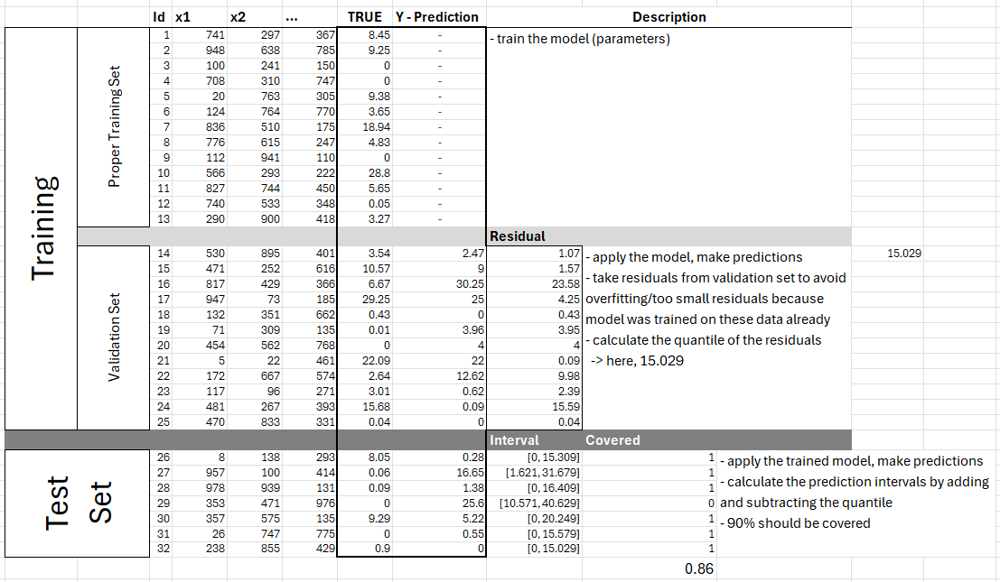 Id x1 x2 ... TRUE Y - Prediction Description
Training
Proper Training Set
1 741 297 367 8.45 - - train the model (parameters)
2 948 638 785 9.25 -
3 100 241 150 0 -
4 708 310 747 0 -
5 20 763 305 9.38 -
6 124 764 770 3.65 -
7 836 510 175 18.94 -
8 776 615 247 4.83 -
9 112 941 110 0 -
10 566 293 222 28.8 -
11 827 744 450 5.65 -
12 740 533 348 0.05 -
13 290 900 418 3.27 -
Residual
Validation Set
14 530 895 401 3.54 2.47 1.07 - apply the model, make predictions 15.029
15 471 252 616 10.57 9 1.57 - take residuals from validation set to avoid
16 817 429 366 6.67 30.25 23.58 overfitting/too small residuals because
17 947 73 185 29.25 25 4.25 model was trained on these data already
18 132 351 662 0.43 0 0.43 - calculate the quantile of the residuals
19 71 309 135 0.01 3.96 3.95 -> here, 15.029
20 454 562 768 0 4 4
21 5 22 461 22.09 22 0.09
22 172 667 574 2.64 12.62 9.98
23 117 96 271 3.01 0.62 2.39
24 481 267 393 15.68 0.09 15.59
25 470 833 331 0.04 0 0.04
Interval Covered
Test
Set
26 8 138 293 8.05 0.28 [0, 15.309] 1 - apply the trained model, make predictions
27 957 100 414 0.06 16.65 [1.621, 31.679] 1 - calculate the prediction intervals by adding
28 978 939 131 0.09 1.38 [0, 16.409] 1 and subtracting the quantile
29 353 471 976 0 25.6 [10.571, 40.629] 0 - 90% should be covered
30 357 575 135 9.29 5.22 [0, 20.249] 1
31 26 747 775 0 0.55 [0, 15.579] 1
32 238 855 429 0.9 0 [0, 15.029] 1
0.86